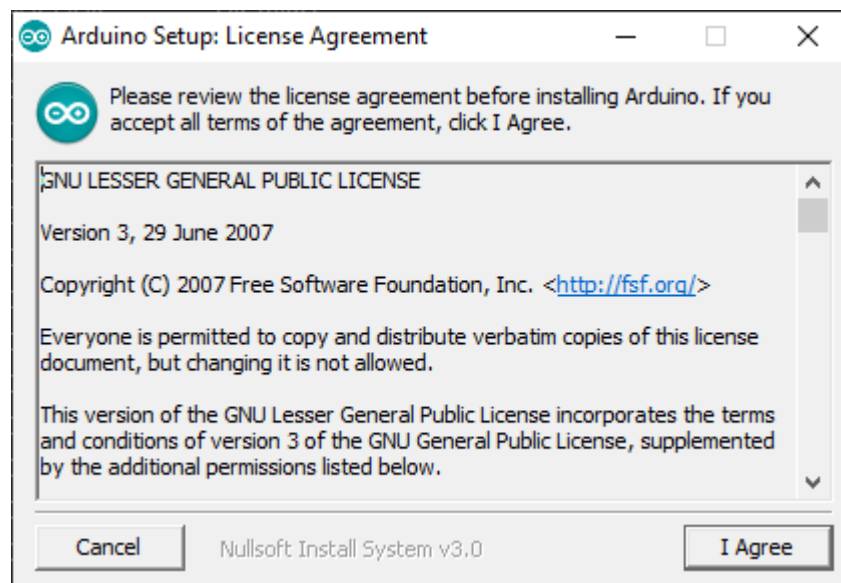 Arduino Setup: License Agreement
Please review the license agreement before installing Arduino. If you
accept all terms of the agreement, click I Agree.
GNU LESSER GENERAL PUBLIC LICENSE
Version 3, 29 June 2007
Copyright (C) 2007 Free Software Foundation, Inc. <http://fsf.org/>
Everyone is permitted to copy and distribute verbatim copies of this license
document, but changing it is not allowed.
This version of the GNU Lesser General Public License incorporates the terms
and conditions of version 3 of the GNU General Public License, supplemented
by the additional permissions listed below.
Cancel
Nullsoft Install System v3.0
I Agree